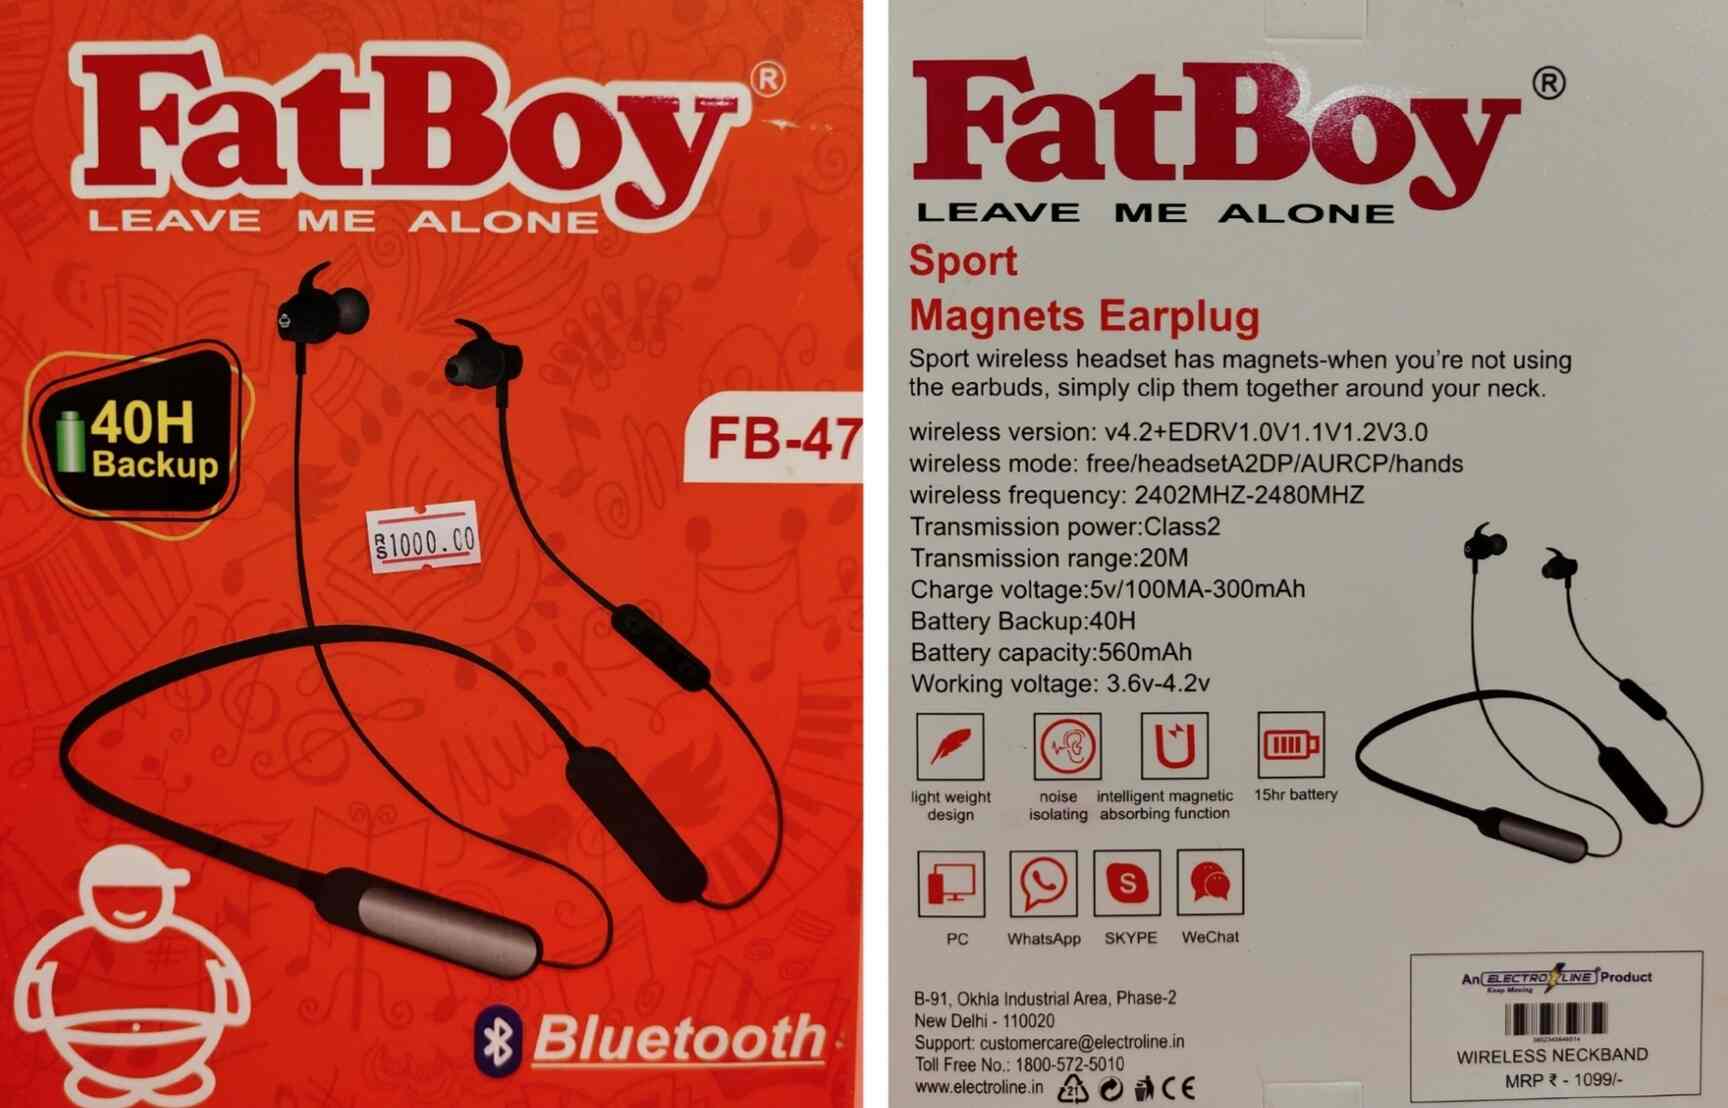 FatBoy®
LEAVE ME ALONE
40H
Backup
FB-47
RS1000.00
Bluetooth
FatBoy®
LEAVE ME ALONE
Sport
Magnets Earplug
Sport wireless headset has magnets-when you're not using
the earbuds, simply clip them together around your neck.
wireless version: v4.2+EDRV1.0V1.1V1.2V3.0
wireless mode: free/headsetA2DP/AURCP/hands
wireless frequency: 2402MHZ-2480MHZ
Transmission power:Class2
Transmission range:20M
Charge voltage:5v/100MA-300mAh
Battery Backup:40H
Battery capacity:560mAh
Working voltage: 3.6v-4.2v
light weight
design
noise
isolating
intelligent magnetic
absorbing function
15hr battery
S
PC
WhatsApp
SKYPE
WeChat
B-91, Okhla Industrial Area, Phase-2
New Delhi - 110020
Support: customercare@electroline.in
Toll Free No.: 1800-572-5010
www.electroline.in
21
CE
An ELECTRO LINE® Product
Keep Moving
WIRELESS NECKBAND
MRP ₹ - 1099/-